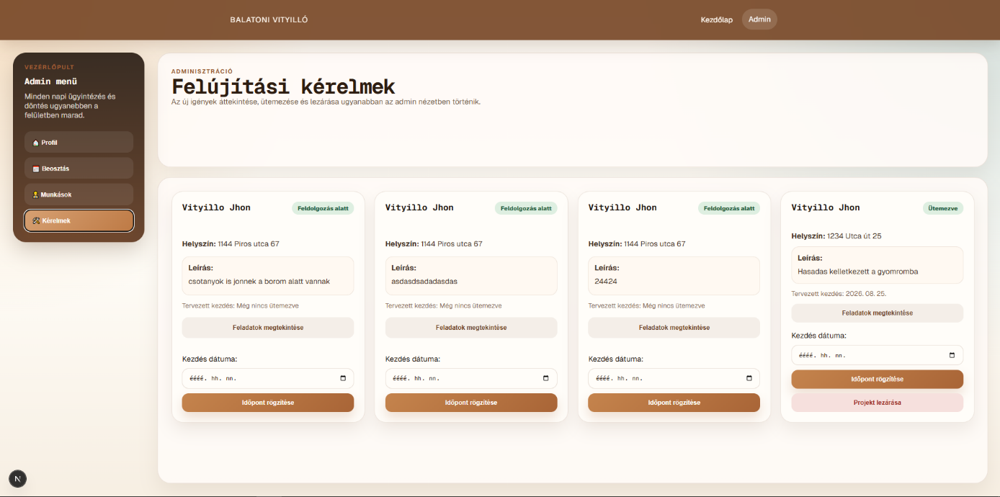 BALATONI VITYILLÓ
Kezdőlap
Admin
VEZÉRLŐPULT
Admin menü
Minden napi ügyintézés és
döntés ugyanebben a
felületben marad.
Profil
Beosztás
Munkások
Kérelmek
ADMINISZTRÁCIÓ
Felújítási kérelmek
Az új igények áttekintése, ütemezése és lezárása ugyanabban az admin nézetben történik.
Vityillo Jhon
Feldolgozás alatt
Helyszín: 1144 Piros utca 67
Leírás:
csotanyok is jonnek a borom alatt vannak
Tervezett kezdés: Még nincs ütemezve
Feladatok megtekintése
Kezdés dátuma:
éééé. hh. nn.
Időpont rögzítése
Vityillo Jhon
Feldolgozás alatt
Helyszín: 1144 Piros utca 67
Leírás:
asdasdsadadasdas
Tervezett kezdés: Még nincs ütemezve
Feladatok megtekintése
Kezdés dátuma:
éééé. hh. nn.
Időpont rögzítése
Vityillo Jhon
Feldolgozás alatt
Helyszín: 1144 Piros utca 67
Leírás:
24424
Tervezett kezdés: Még nincs ütemezve
Feladatok megtekintése
Kezdés dátuma:
éééé. hh. nn.
Időpont rögzítése
Vityillo Jhon
Ütemezve
Helyszín: 1234 Utca út 25
Leírás:
Hasadas kelletkezett a gyomromba
Tervezett kezdés: 2026. 08. 25.
Feladatok megtekintése
Kezdés dátuma:
éééé. hh. nn.
Időpont rögzítése
Projekt lezárása
N